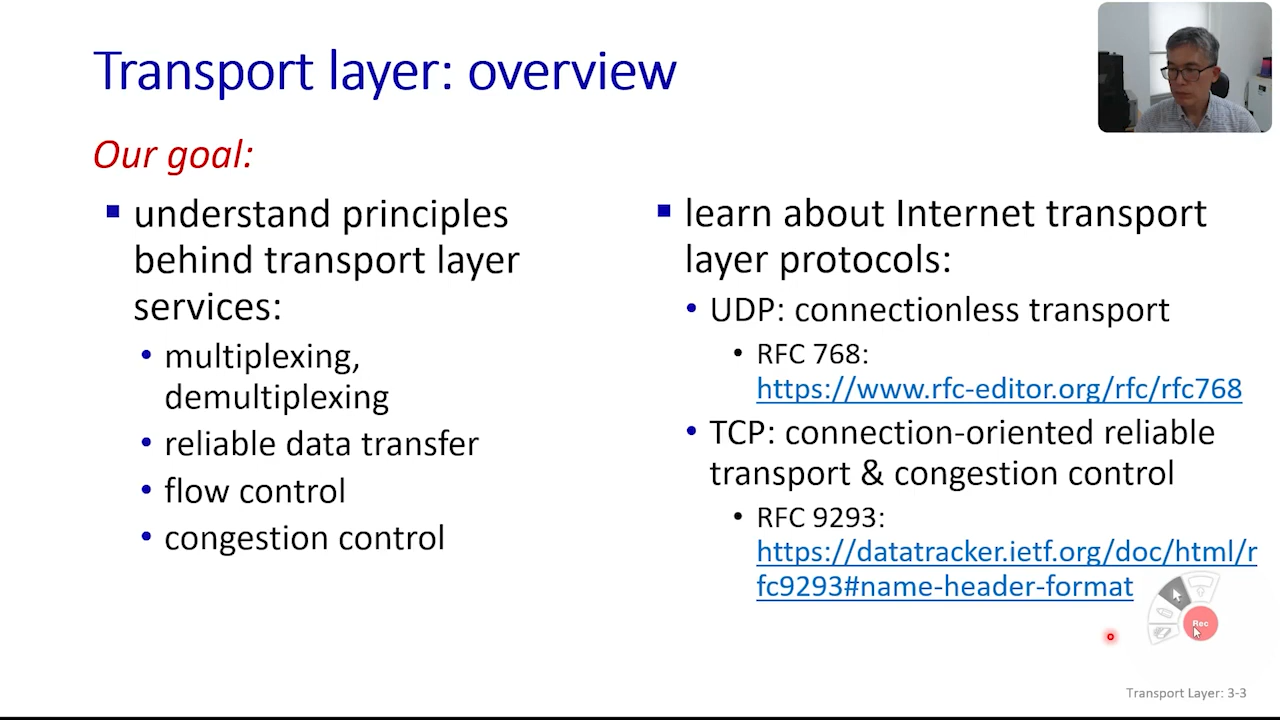 Transport layer: overview
Our goal:
▪ understand principles
behind transport layer
services:
• multiplexing,
demultiplexing
• reliable data transfer
• flow control
• congestion control
▪ learn about Internet transport
layer protocols:
• UDP: connectionless transport
• RFC 768:
https://www.rfc-editor.org/rfc/rfc768
• TCP: connection-oriented reliable
transport & congestion control
• RFC 9293:
https://datatracker.ietf.org/doc/html/r
fc9293#name-header-format
Rec
Transport Layer: 3-3